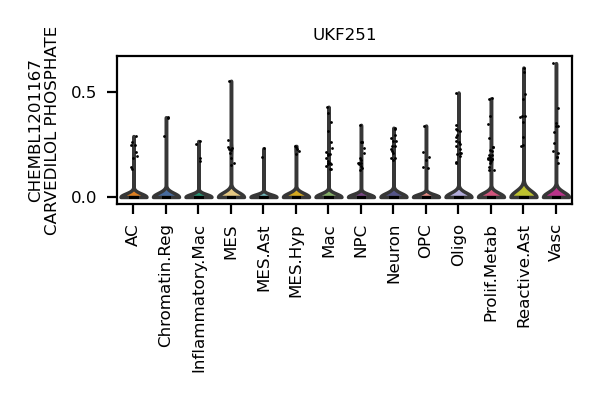 UKF251
CHEMBL1201167
CARVEDILOL PHOSPHATE
0.5
0.0
AC
Chromatin.Reg
Inflammatory.Mac
MES
MES.Ast
MES.Hyp
Mac
NPC
Neuron
OPC
Oligo
Prolif.Metab
Reactive.Ast
Vasc